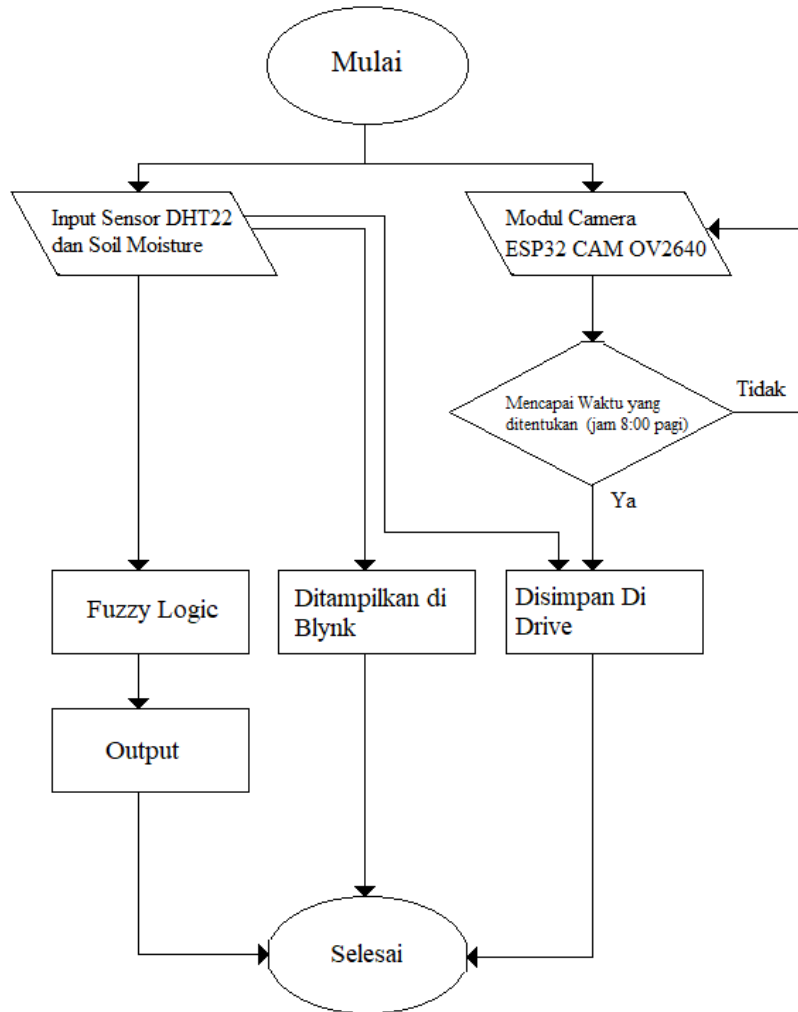 Mulai
Input Sensor DHT22
dan Soil Moisture
Modul Camera
ESP32 CAM OV2640
Mencapai Waktu yang
ditentukan (jam 8:00 pagi)
Tidak
Ya
Fuzzy Logic
Ditampilkan di
Blynk
Disimpan Di
Drive
Output
Selesai